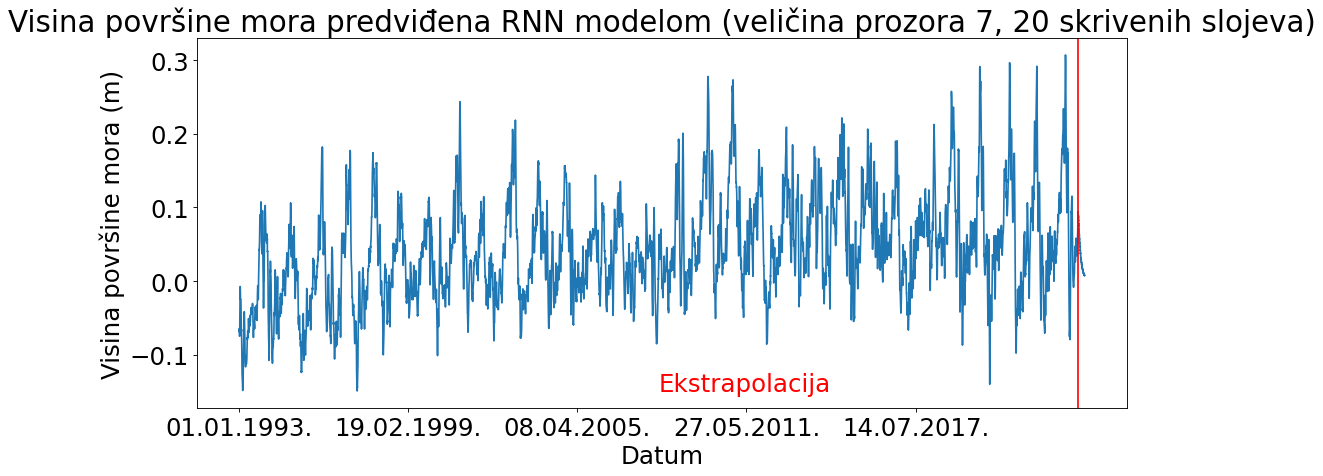 Visina površine mora predviđena RNN modelom (veličina prozora 7, 20 skrivenih slojeva)
Visina površine mora (m)
0.3
0.2
0.1
0.0
−0.1
Ekstrapolacija
01.01.1993. 19.02.1999. 08.04.2005. 27.05.2011. 14.07.2017.
Datum